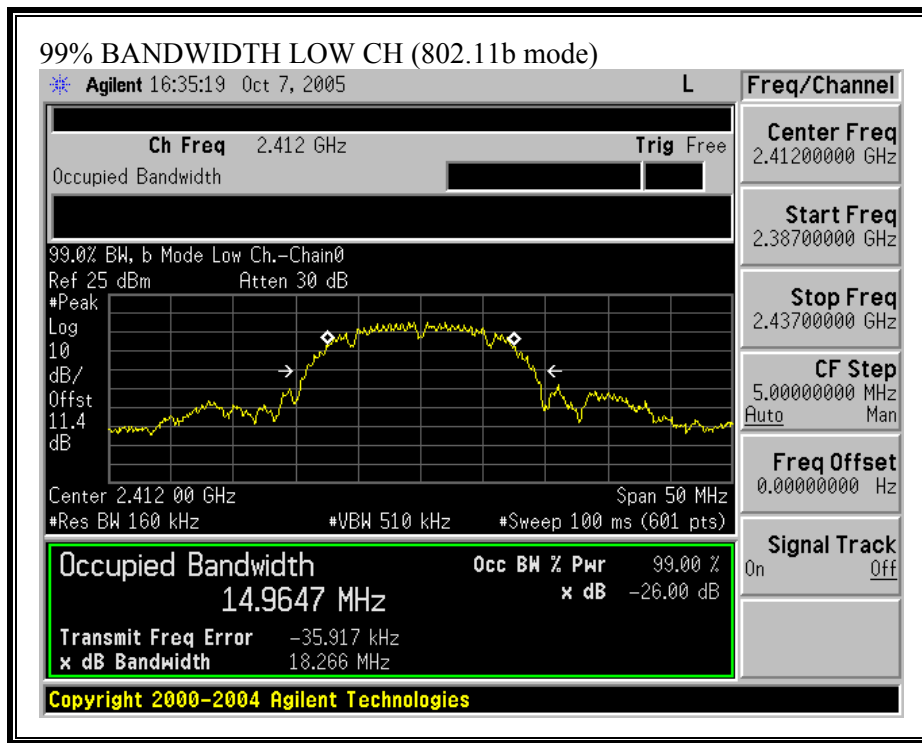 99% BANDWIDTH LOW CH (802.11b mode)
Agilent 16:35:19 Oct 7, 2005 L
Freq/Channel
Ch Freq 2.412 GHz Trig Free
Occupied Bandwidth
Center Freq
2.41200000 GHz
Start Freq
2.38700000 GHz
Stop Freq
2.43700000 GHz
CF Step
5.00000000 MHz
Auto Man
Freq Offset
0.00000000 Hz
Signal Track
On Off
99.0% BW, b Mode Low Ch.-Chain0
Ref 25 dBm Atten 30 dB
#Peak
Log
10
dB/
Offst
11.4
dB
Center 2.412 00 GHz Span 50 MHz
#Res BW 160 kHz #VBW 510 kHz #Sweep 100 ms (601 pts)
Occupied Bandwidth Occ BW % Pwr 99.00 %
14.9647 MHz x dB -26.00 dB
Transmit Freq Error -35.917 kHz
x dB Bandwidth 18.266 MHz
Copyright 2000-2004 Agilent Technologies